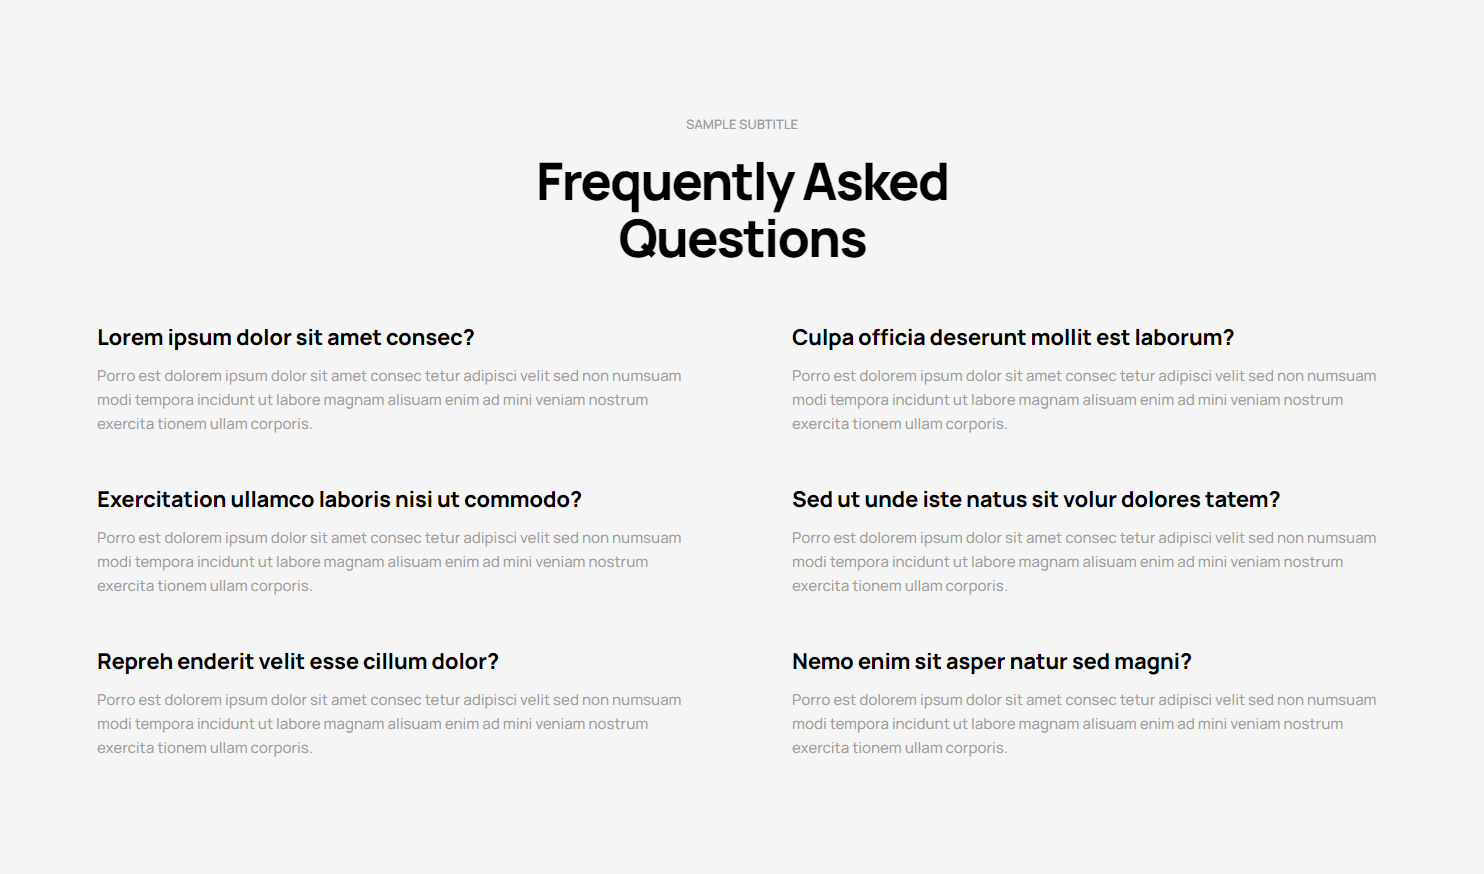 SAMPLE SUBTITLE
Frequently Asked
Questions
Lorem ipsum dolor sit amet consec?
Porro est dolorem ipsum dolor sit amet consec tetur adipisci velit sed non numsuam
modi tempora incidunt ut labore magnam alisuam enim ad mini veniam nostrum
exercita tionem ullam corporis.
Culpa officia deserunt mollit est laborum?
Porro est dolorem ipsum dolor sit amet consec tetur adipisci velit sed non numsuam
modi tempora incidunt ut labore magnam alisuam enim ad mini veniam nostrum
exercita tionem ullam corporis.
Exercitation ullamco laboris nisi ut commodo?
Porro est dolorem ipsum dolor sit amet consec tetur adipisci velit sed non numsuam
modi tempora incidunt ut labore magnam alisuam enim ad mini veniam nostrum
exercita tionem ullam corporis.
Sed ut unde iste natus sit volur dolores tatem?
Porro est dolorem ipsum dolor sit amet consec tetur adipisci velit sed non numsuam
modi tempora incidunt ut labore magnam alisuam enim ad mini veniam nostrum
exercita tionem ullam corporis.
Repreh enderit velit esse cillum dolor?
Porro est dolorem ipsum dolor sit amet consec tetur adipisci velit sed non numsuam
modi tempora incidunt ut labore magnam alisuam enim ad mini veniam nostrum
exercita tionem ullam corporis.
Nemo enim sit asper natur sed magni?
Porro est dolorem ipsum dolor sit amet consec tetur adipisci velit sed non numsuam
modi tempora incidunt ut labore magnam alisuam enim ad mini veniam nostrum
exercita tionem ullam corporis.